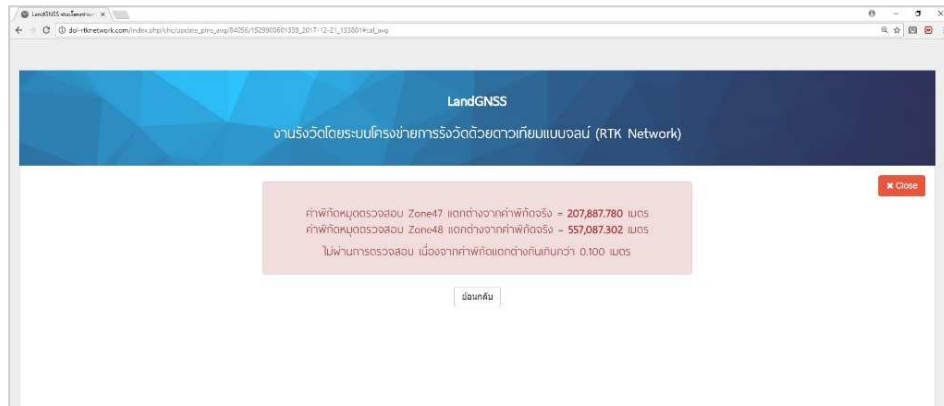 LandGNSS
doi-rtknetwork.com/index.php/chc/update_pins_avg/
LandGNSS
งานรังวัดโดยระบบโครงข่ายการรังวัดด้วยดาวเทียมแบบจลน์ (RTK Network)
✖ Close
ค่าพิกัดหมุดตรวจสอบ Zone47 แตกต่างจากค่าพิกัดจริง = 207,887.780 เมตร
ค่าพิกัดหมุดตรวจสอบ Zone48 แตกต่างจากค่าพิกัดจริง = 557,087.302 เมตร
ไม่ผ่านการตรวจสอบ เนื่องจากค่าพิกัดแตกต่างกันเกินกว่า 0.100 เมตร
ย้อนกลับ